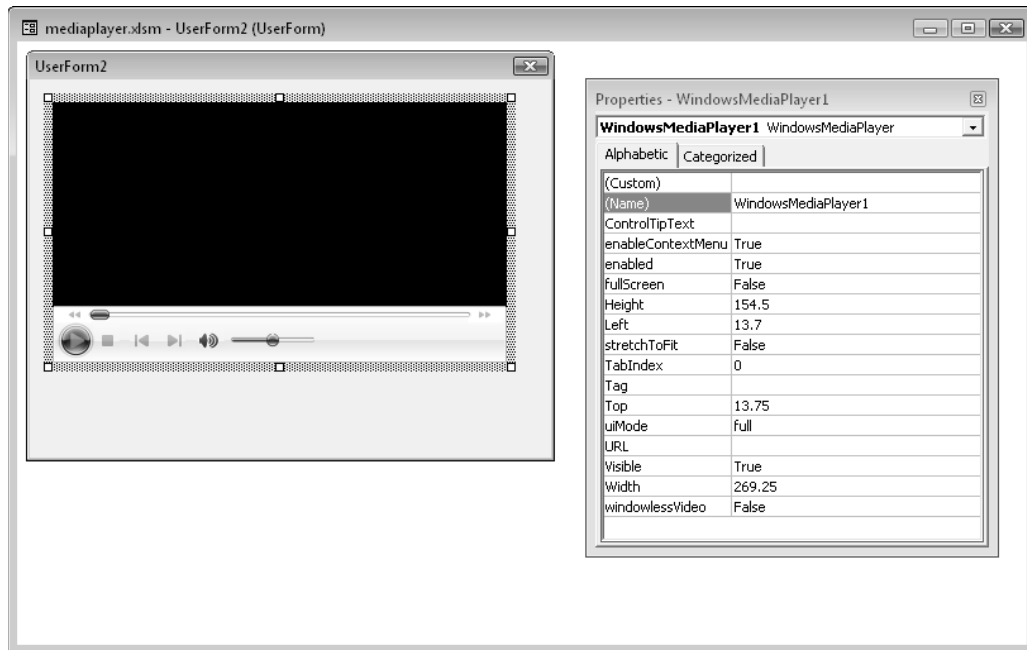 mediaplayer.xlsm - UserForm2 (UserForm)
UserForm2
Properties - WindowsMediaPlayer1
WindowsMediaPlayer1 WindowsMediaPlayer
Alphabetic Categorized
(Custom)
(Name) WindowsMediaPlayer1
ControlTipText
enableContextMenu True
enabled True
fullScreen False
Height 154.5
Left 13.7
stretchToFit False
TabIndex 0
Tag
Top 13.75
uiMode full
URL
Visible True
Width 269.25
windowlessVideo False